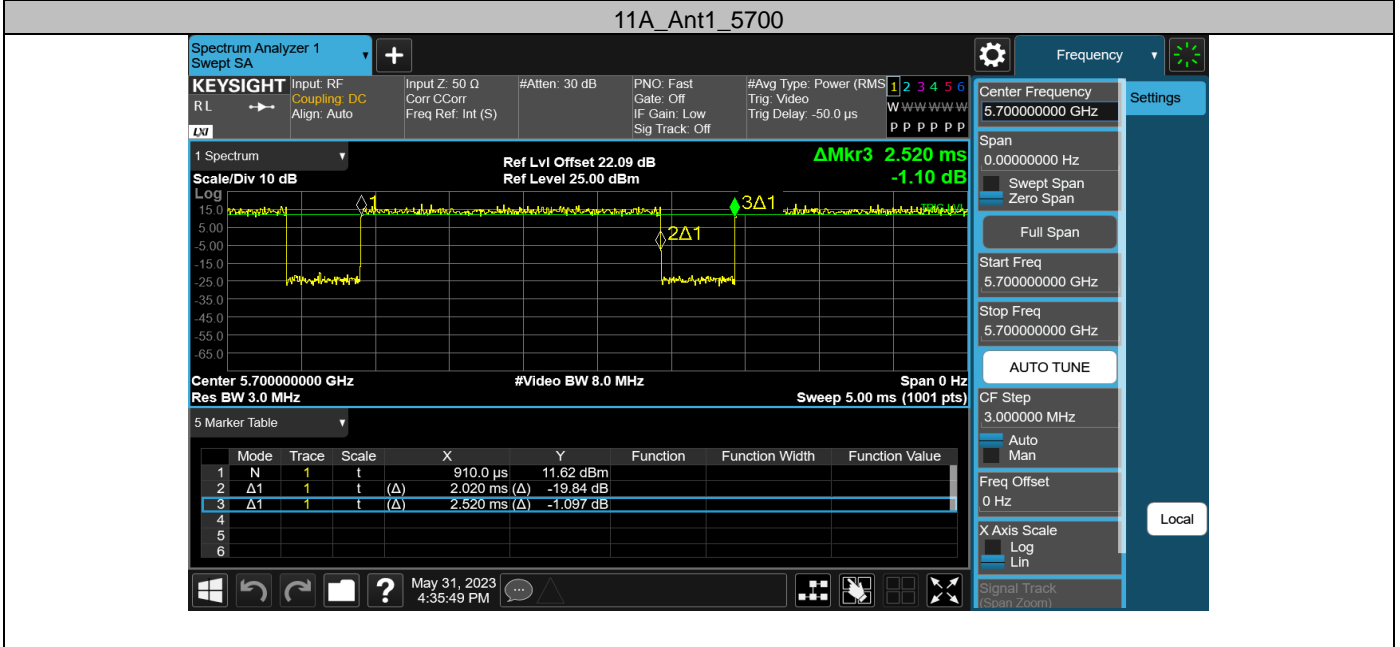 11A_Ant1_5700
Spectrum Analyzer 1
Swept SA
Frequency
KEYSIGHT
R L
LXI
Input: RF
Coupling: DC
Align: Auto
Input Z: 50 Ω
Corr CCorr
Freq Ref: Int (S)
#Atten: 30 dB
PNO: Fast
Gate: Off
IF Gain: Low
Sig Track: Off
#Avg Type: Power (RMS
Trig: Video
Trig Delay: -50.0 µs
1 2 3 4 5 6
W W W W W W
P P P P P P
1 Spectrum
Scale/Div 10 dB
Ref Lvl Offset 22.09 dB
Ref Level 25.00 dBm
ΔMkr3 2.520 ms
-1.10 dB
Log
15.0
5.00
-5.00
-15.0
-25.0
-35.0
-45.0
-55.0
-65.0
1
2Δ1
3Δ1
TRIG LVL
Center 5.700000000 GHz
#Video BW 8.0 MHz
Span 0 Hz
Res BW 3.0 MHz
Sweep 5.00 ms (1001 pts)
5 Marker Table
Mode Trace Scale X Y Function Function Width Function Value
1 N 1 t 910.0 µs 11.62 dBm
2 Δ1 1 t (Δ) 2.020 ms (Δ) -19.84 dB
3 Δ1 1 t (Δ) 2.520 ms (Δ) -1.097 dB
4
5
6
?
May 31, 2023
4:35:49 PM
Center Frequency
5.700000000 GHz
Settings
Span
0.00000000 Hz
Swept Span
Zero Span
Full Span
Start Freq
5.700000000 GHz
Stop Freq
5.700000000 GHz
AUTO TUNE
CF Step
3.000000 MHz
Auto
Man
Freq Offset
0 Hz
X Axis Scale
Log
Lin
Local
Signal Track
(Span Zoom)